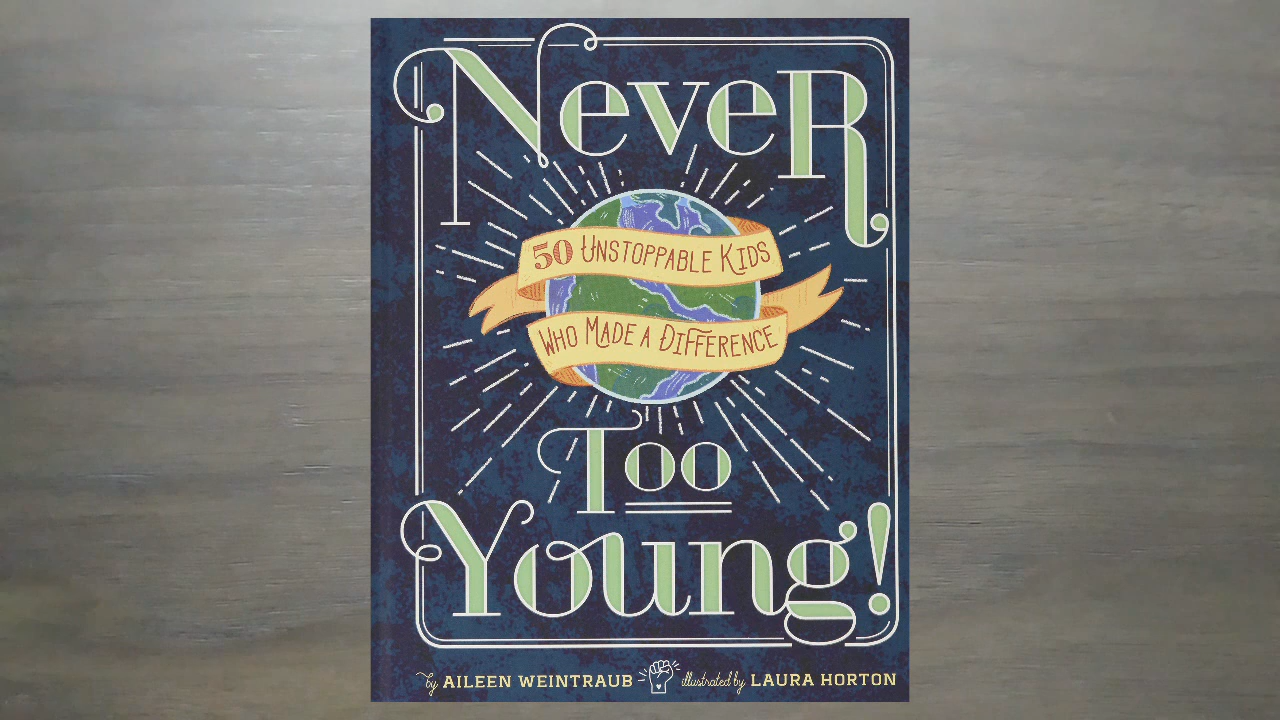 Never
50 Unstoppable Kids
Who Made a Difference
Too
Young!
by AILEEN WEINTRAUB illustrated by LAURA HORTON